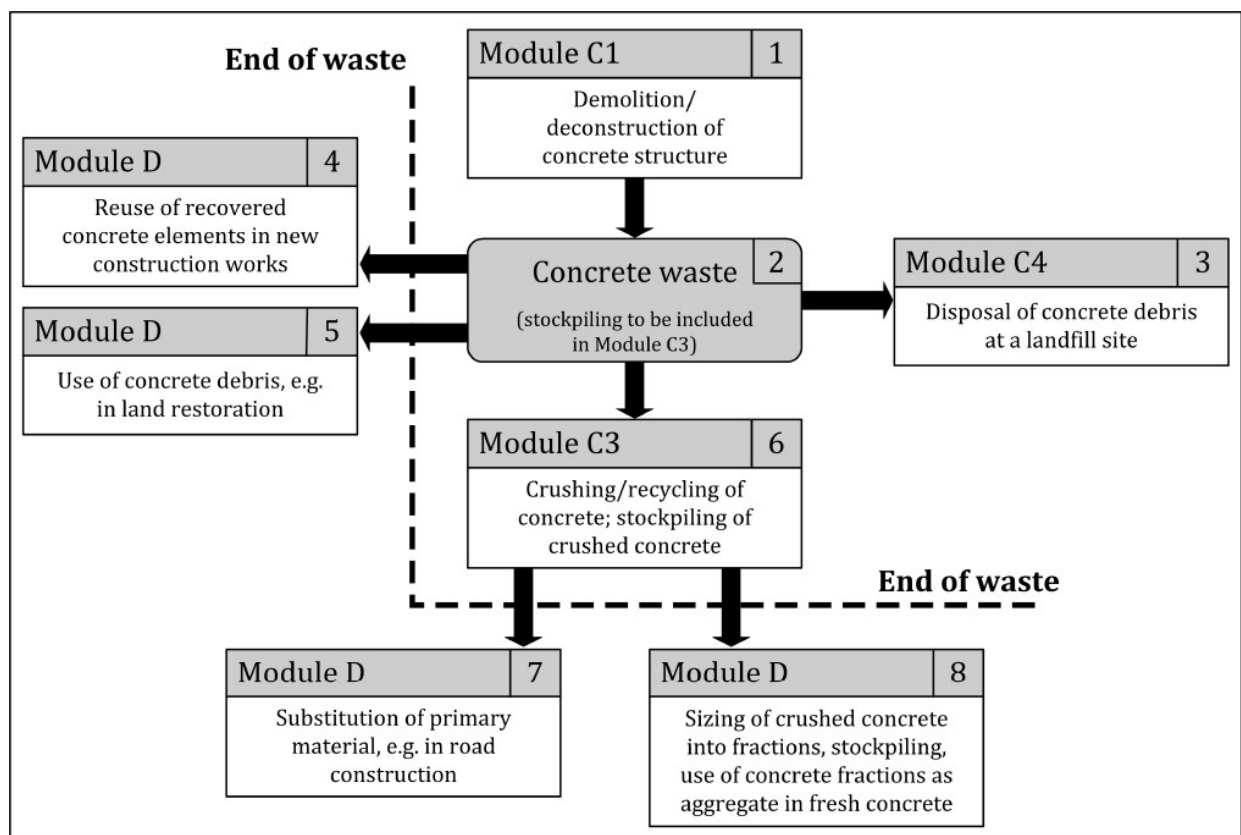 End of waste
Module C1
1
Demolition/
deconstruction of
concrete structure
Module D
4
Reuse of recovered
concrete elements in new
construction works
Concrete waste
2
(stockpiling to be included
in Module C3)
Module C4
3
Disposal of concrete debris
at a landfill site
Module D
5
Use of concrete debris, e.g.
in land restoration
Module C3
6
Crushing/recycling of
concrete; stockpiling of
crushed concrete
End of waste
Module D
7
Substitution of primary
material, e.g. in road
construction
Module D
8
Sizing of crushed concrete
into fractions, stockpiling,
use of concrete fractions as
aggregate in fresh concrete